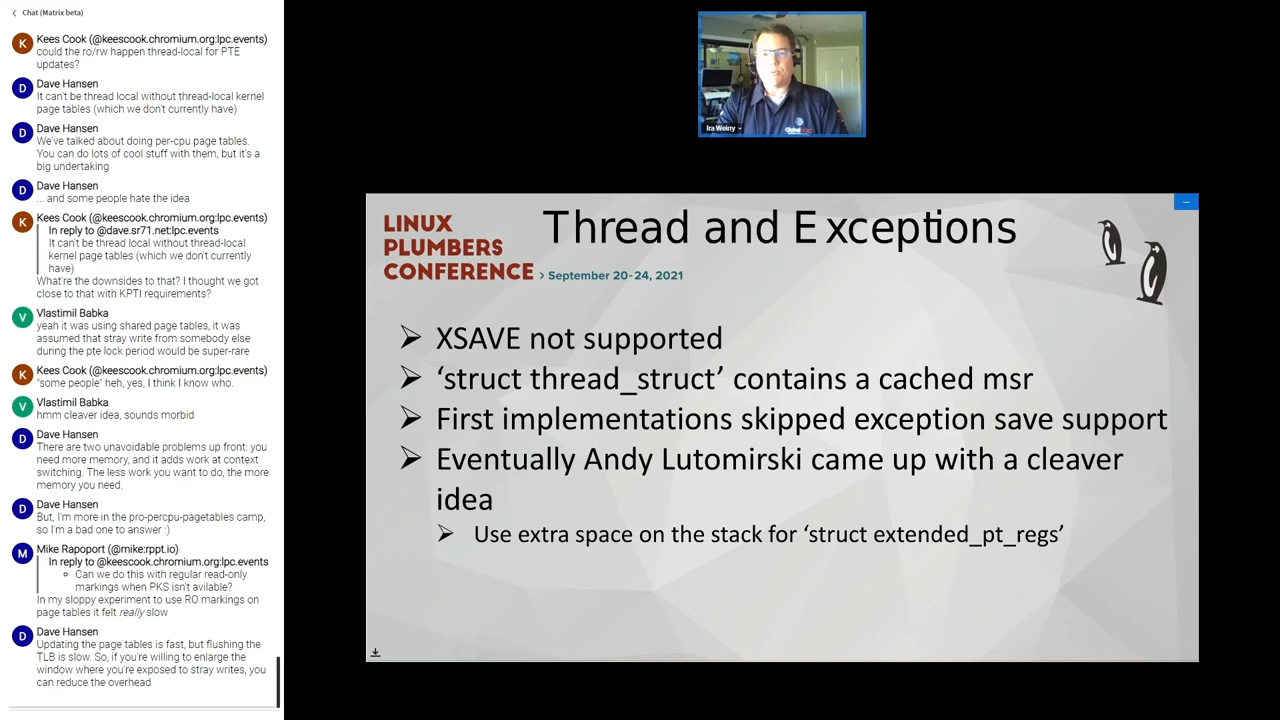 Chat (Matrix beta)
K
Kees Cook (@keescook.chromium.org:lpc.events)
could the ro/rw happen thread-local for PTE
updates?
D
Dave Hansen
It can't be thread local without thread-local kernel
page tables (which we don't currently have)
D
Dave Hansen
We've talked about doing per-cpu page tables.
You can do lots of cool stuff with them, but it's a
big undertaking
D
Dave Hansen
... and some people hate the idea
K
Kees Cook (@keescook.chromium.org:lpc.events)
In reply to @dave.sr71.net:lpc.events
It can't be thread local without thread-local
kernel page tables (which we don't currently
have)
What're the downsides to that? I thought we got
close to that with KPTI requirements?
V
Vlastimil Babka
yeah it was using shared page tables, it was
assumed that stray write from somebody else
during the pte lock period would be super-rare
K
Kees Cook (@keescook.chromium.org:lpc.events)
"some people" heh, yes, I think I know who.
V
Vlastimil Babka
hmm cleaver idea, sounds morbid
D
Dave Hansen
There are two unavoidable problems up front: you
need more memory, and it adds work at context
switching. The less work you want to do, the more
memory you need.
D
Dave Hansen
But, I'm more in the pro-percpu-pagetables camp,
so I'm a bad one to answer :)
M
Mike Rapoport (@mike:rppt.io)
In reply to @keescook.chromium.org:lpc.events
Can we do this with regular read-only
markings when PKS isn't avilable?
In my sloppy experiment to use RO markings on
page tables it felt really slow
D
Dave Hansen
Updating the page tables is fast, but flushing the
TLB is slow. So, if you're willing to enlarge the
window where you're exposed to stray writes, you
can reduce the overhead
Ira Weiny
LINUX
PLUMBERS
CONFERENCE
> September 20-24, 2021
Thread and Exceptions
➢ XSAVE not supported
➢ ‘struct thread_struct’ contains a cached msr
➢ First implementations skipped exception save support
➢ Eventually Andy Lutomirski came up with a cleaver
idea
➢ Use extra space on the stack for ‘struct extended_pt_regs’